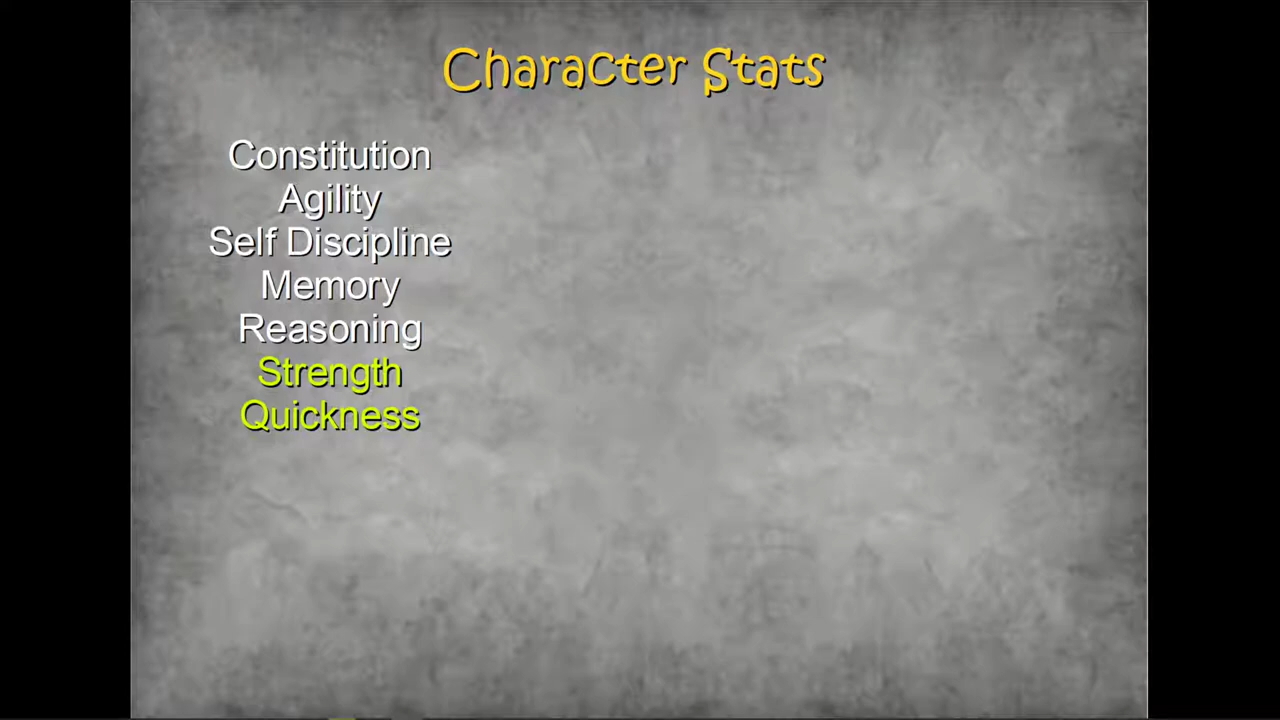 Character Stats
Constitution
Agility
Self Discipline
Memory
Reasoning
Strength
Quickness